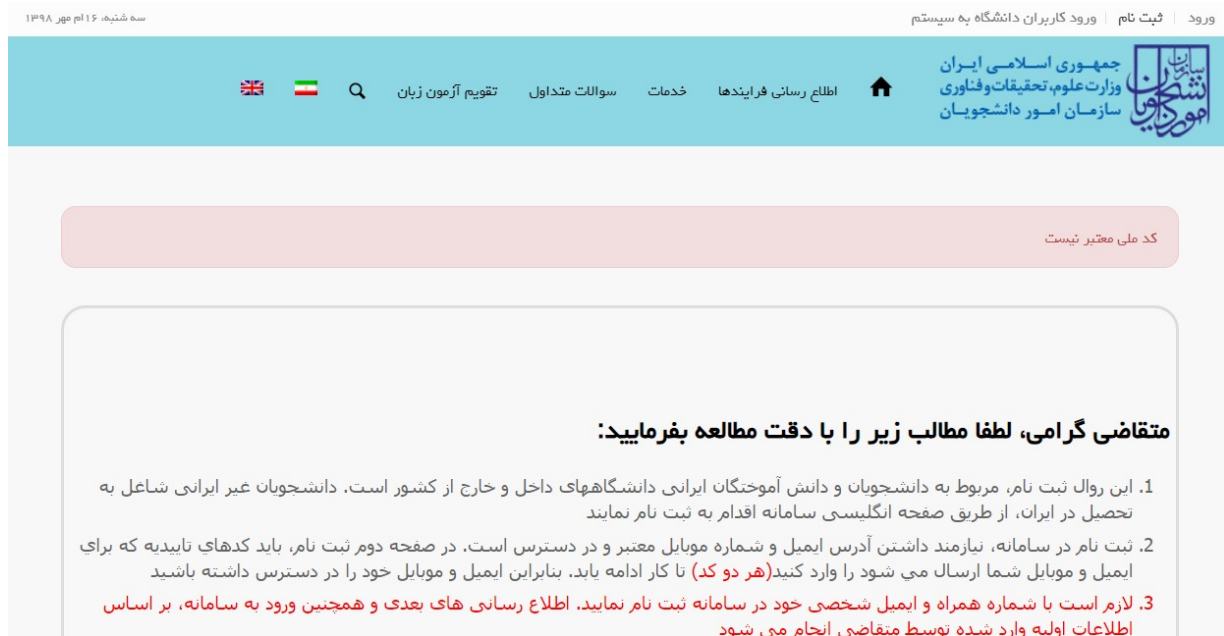 ورود | ثبت نام | ورود کاربران دانشگاه به سیستم
سه شنبه، ۱۶ام مهر ۱۳۹۸
سازمان امور دانشجویان
جمهوری اسلامی ایران
وزارت علوم، تحقیقات و فناوری
سازمان امور دانشجویان
اطلاع رسانی فرایندها
خدمات
سوالات متداول
تقویم آزمون زبان
کد ملی معتبر نیست
متقاضی گرامی، لطفا مطالب زیر را با دقت مطالعه بفرمایید:
1. این روال ثبت نام، مربوط به دانشجویان و دانش آموختگان ایرانی دانشگاههای داخل و خارج از کشور است. دانشجویان غیر ایرانی شاغل به
تحصیل در ایران، از طریق صفحه انگلیسی سامانه اقدام به ثبت نام نمایند
2. ثبت نام در سامانه، نیازمند داشتن آدرس ایمیل و شماره موبایل معتبر و در دسترس است. در صفحه دوم ثبت نام، باید کدهاي تاییدیه که براي
ایمیل و موبایل شما ارسال مي شود را وارد کنید(هر دو کد) تا کار ادامه یابد. بنابراین ایمیل و موبایل خود را در دسترس داشته باشید
3. لازم است با شماره همراه و ایمیل شخصی خود در سامانه ثبت نام نمایید. اطلاع رسانی های بعدی و همچنین ورود به سامانه، بر اساس
اطلاعات اولیه وارد شده توسط متقاضی انجام می شود